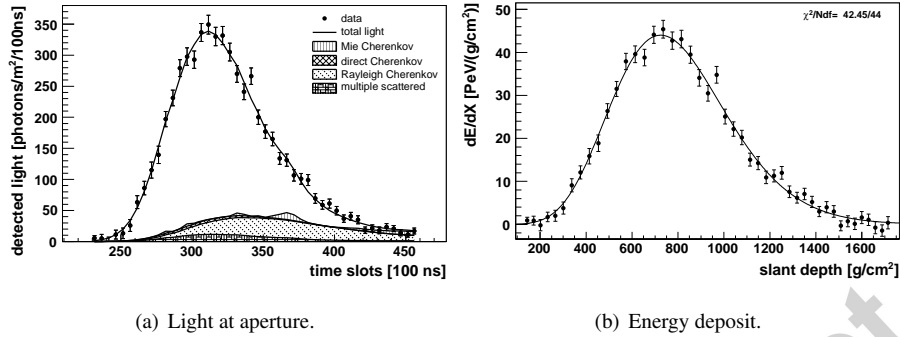 data
total light
Mie Cherenkov
direct Cherenkov
Rayleigh Cherenkov
multiple scattered
detected light [photons/m²/100ns]
350
300
250
200
150
100
50
0
250 300 350 400 450
time slots [100 ns]
(a) Light at aperture.
χ²/Ndf= 42.45/44
dE/dX [PeV/(g/cm²)]
50
40
30
20
10
0
200 400 600 800 1000 1200 1400 1600
slant depth [g/cm²]
(b) Energy deposit.